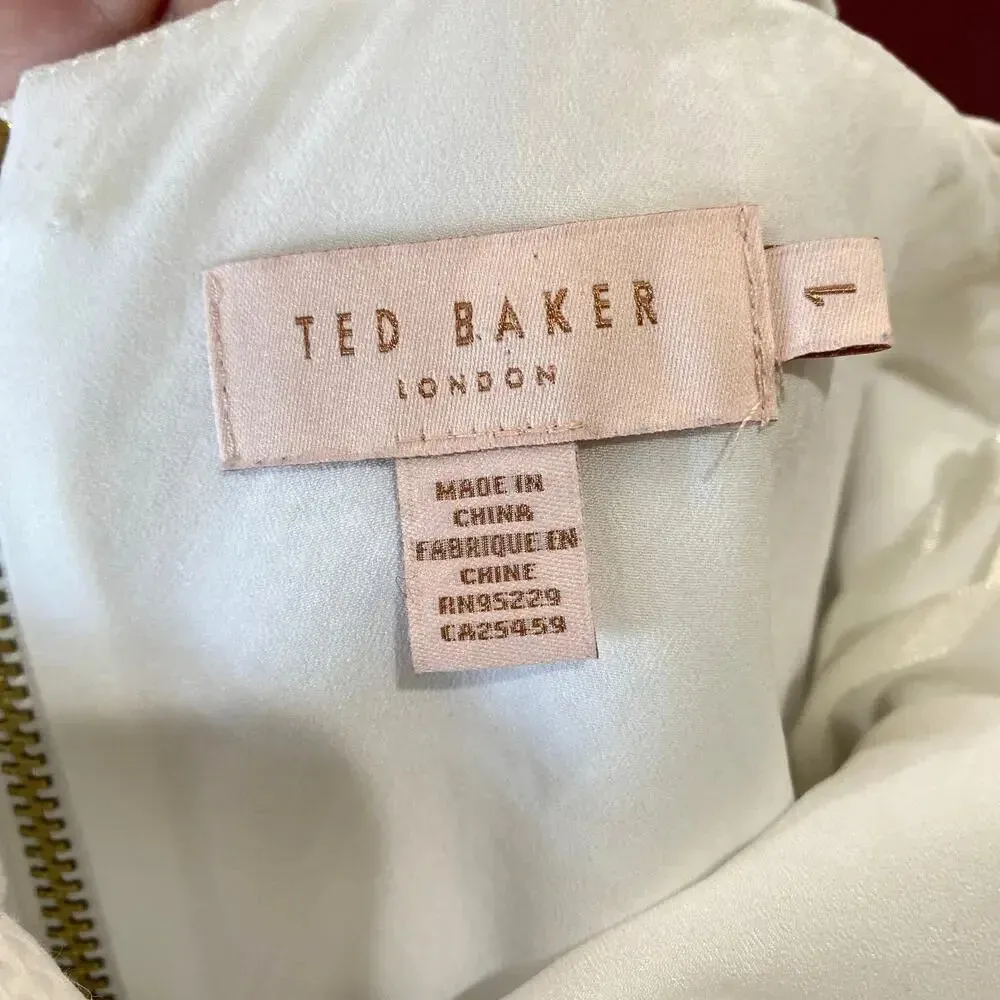 TED BAKER
LONDON
1
MADE IN
CHINA
FABRIQUE EN
CHINE
RN95229
CA25459